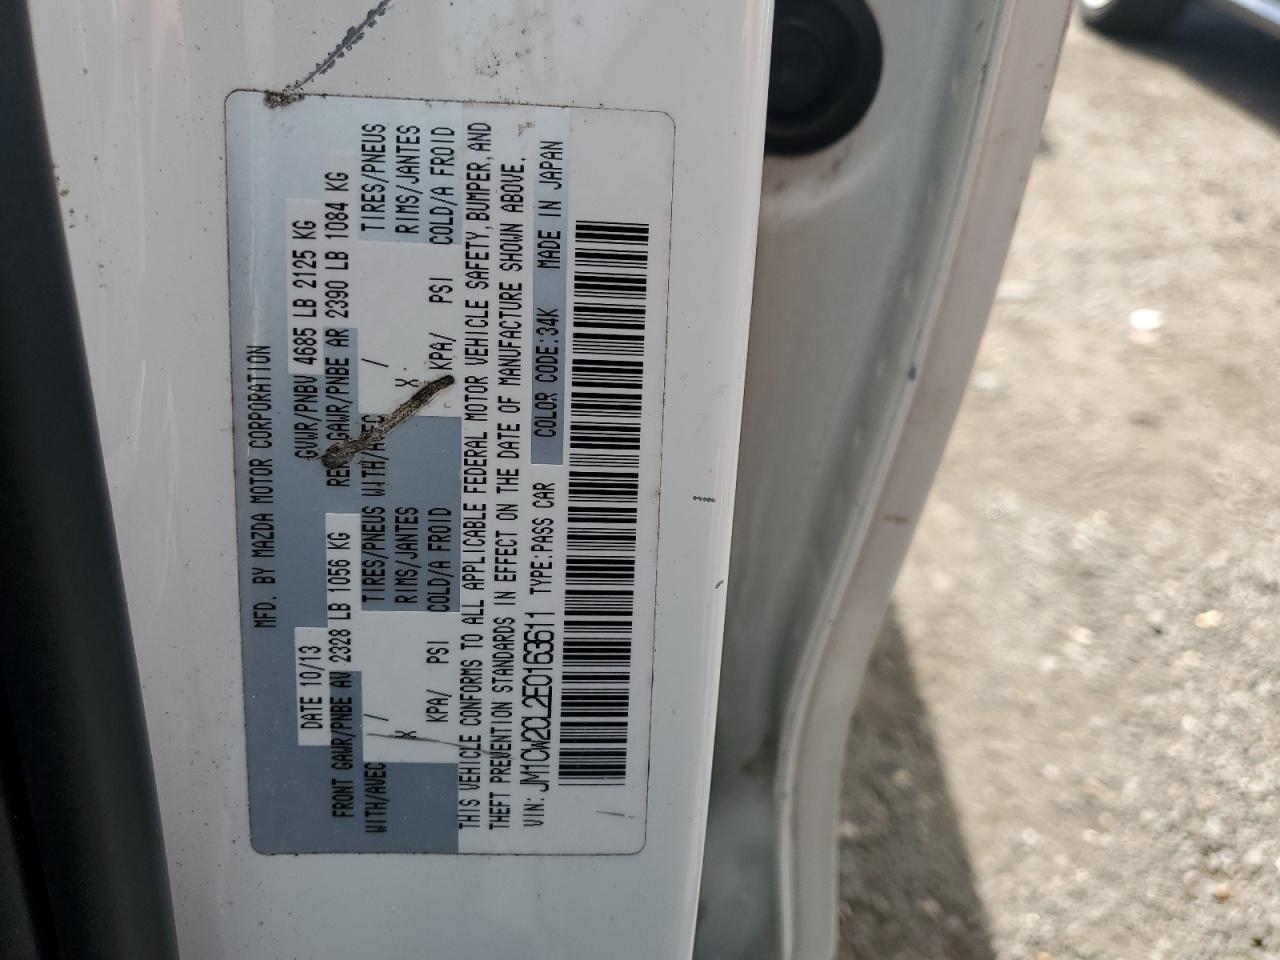 MFD. BY MAZDA MOTOR CORPORATION
DATE 10/13 GVWR/PNBV 4685 LB 2125 KG
FRONT GAWR/PNBE AV 2328 LB 1056 KG REAR GAWR/PNBE AR 2390 LB 1084 KG
WITH/AVEC / TIRES/PNEUS WITH/AVEC / TIRES/PNEUS
X RIMS/JANTES X RIMS/JANTES
KPA/ PSI COLD/A FROID KPA/ PSI COLD/A FROID
THIS VEHICLE CONFORMS TO ALL APPLICABLE FEDERAL MOTOR VEHICLE SAFETY, BUMPER, AND
THEFT PREVENTION STANDARDS IN EFFECT ON THE DATE OF MANUFACTURE SHOWN ABOVE.
VIN: JM1CW2CL2E0163611 TYPE: PASS CAR COLOR CODE: 34K MADE IN JAPAN